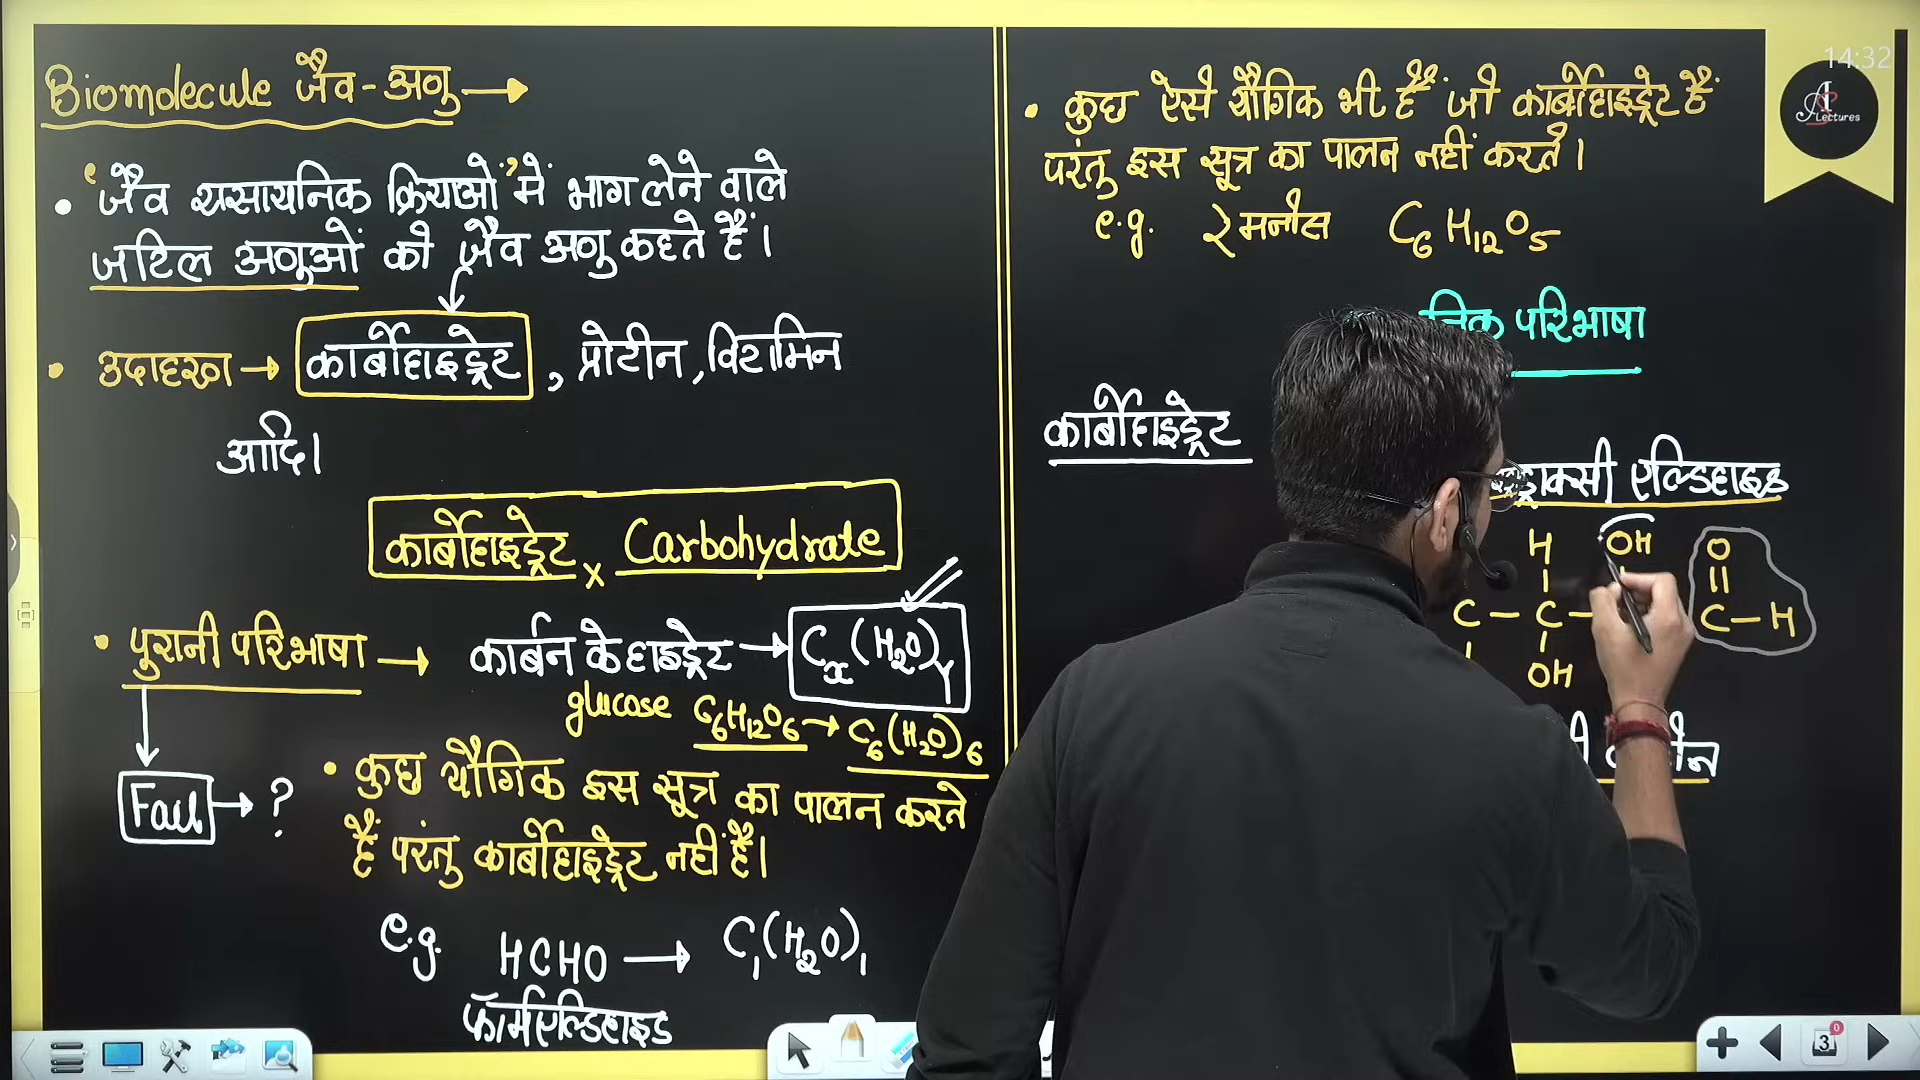 Biomolecule जैव-अणु →
• 'जैव रासायनिक क्रियाओं' में भाग लेने वाले
जटिल अणुओं को जैव अणु कहते हैं।
• उदाहरण → कार्बोहाइड्रेट, प्रोटीन, विटामिन
आदि।
कार्बोहाइड्रेट x Carbohydrate
• पुरानी परिभाषा → कार्बन के हाइड्रेट → Cx(H2O)Y
glucose C6H12O6 → C6(H2O)6
Fail → ?
• कुछ यौगिक इस सूत्र का पालन करते
हैं परंतु कार्बोहाइड्रेट नहीं हैं।
e.g. HCHO → C1(H2O)1
फॉर्मएल्डिहाइड
• कुछ ऐसे यौगिक भी हैं जो कार्बोहाइड्रेट हैं
परंतु इस सूत्र का पालन नहीं करते।
e.g. रेमनोस C6H12O5
परिभाषा
कार्बोहाइड्रेट
एल्डिहाइड
H OH O
C - C - C - H
OH
14:32
A S Lectures
3
0